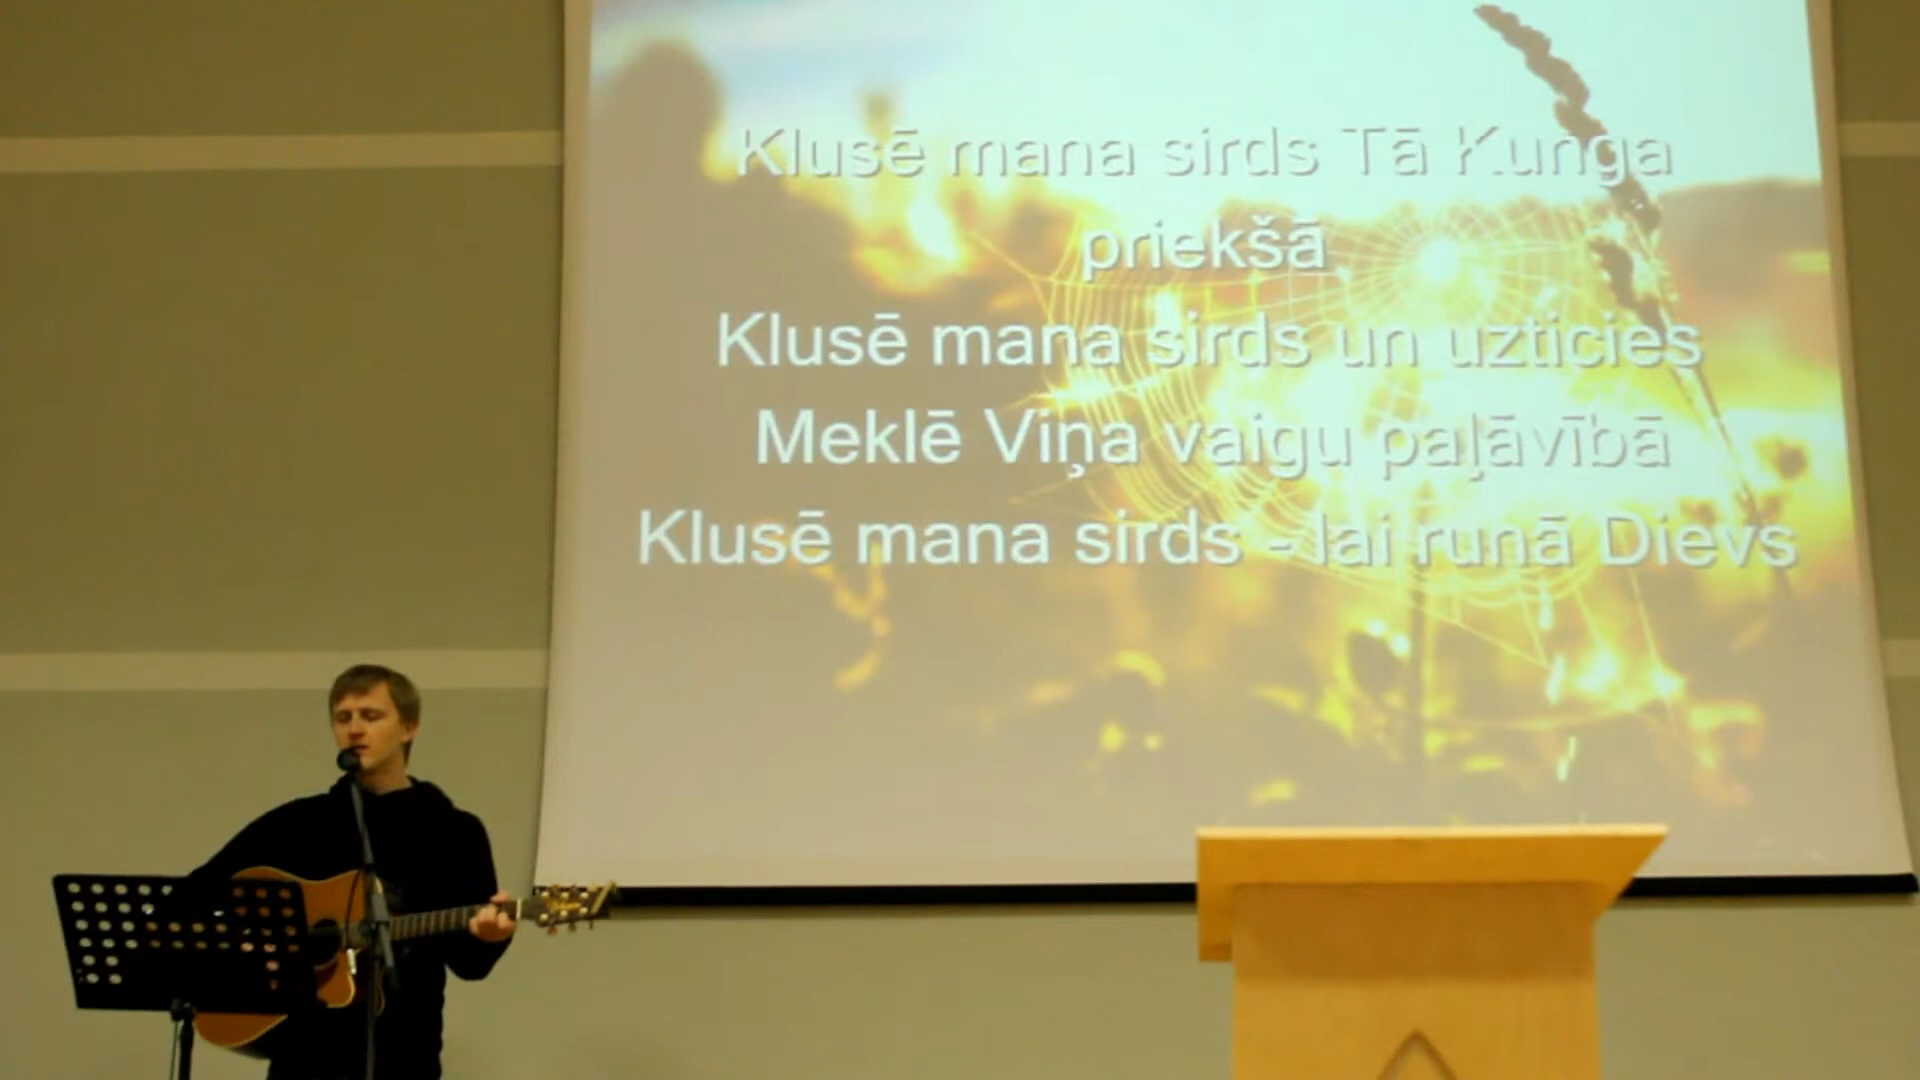 Klusē mana sirds Tā Kunga
priekšā
Klusē mana sirds un uzticies
Meklē Viņa vaigu paļāvībā
Klusē mana sirds - lai runā Dievs